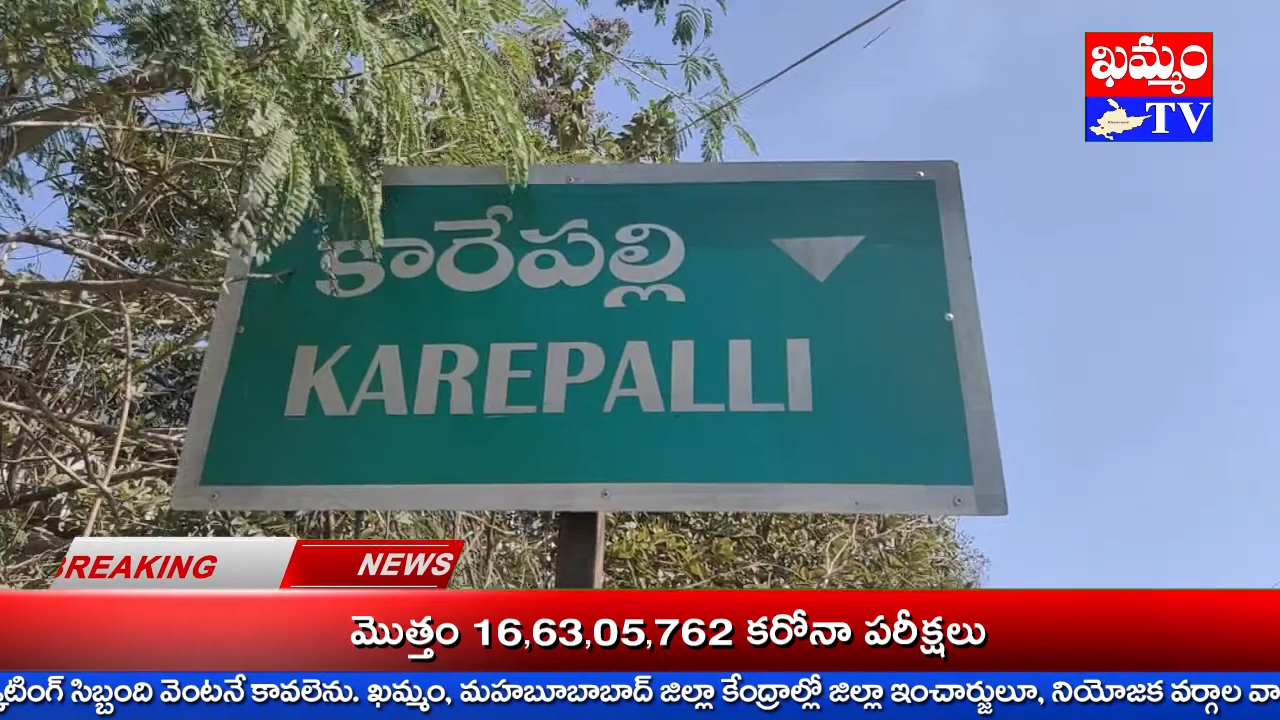 ఖమ్మం
TV
కారేపల్లి
KAREPALLI
BREAKING NEWS
మొత్తం 16,63,05,762 కరోనా పరీక్షలు
సిబ్బంది వెంటనే కావలెను. ఖమ్మం, మహబూబాబాద్ జిల్లా కేంద్రాల్లో జిల్లా ఇంచార్జులూ, నియోజక వర్గాల